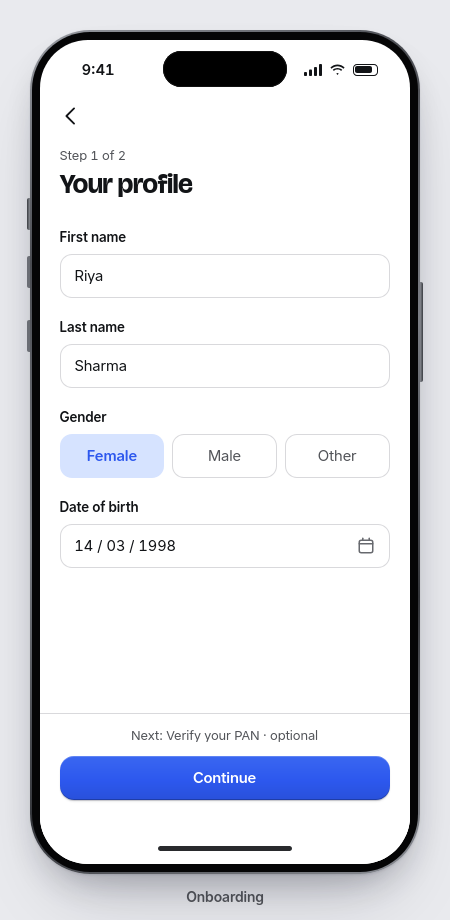 9:41
Step 1 of 2
Your profile
First name
Riya
Last name
Sharma
Gender
Female Male Other
Date of birth
14 / 03 / 1998
Next: Verify your PAN · optional
Continue
Onboarding